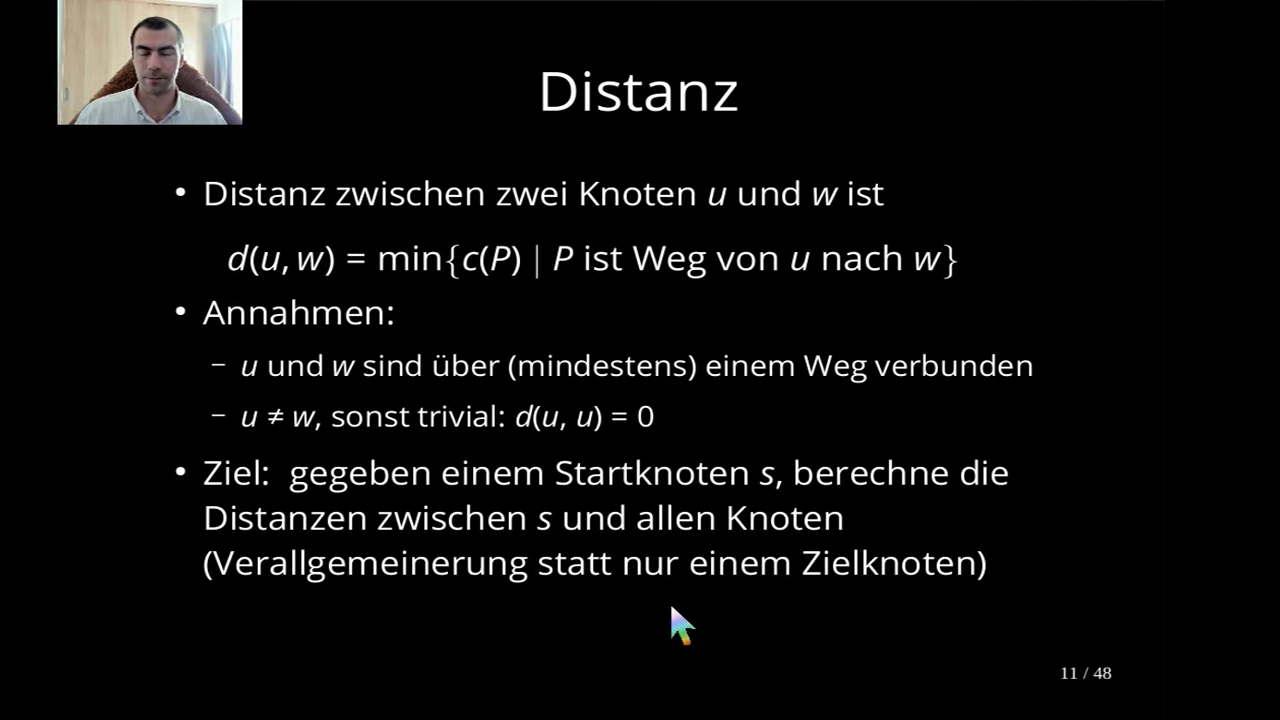 Distanz
• Distanz zwischen zwei Knoten u und w ist
d(u, w) = min{c(P) | P ist Weg von u nach w}
• Annahmen:
– u und w sind über (mindestens) einem Weg verbunden
– u ≠ w, sonst trivial: d(u, u) = 0
• Ziel: gegeben einem Startknoten s, berechne die
Distanzen zwischen s und allen Knoten
(Verallgemeinerung statt nur einem Zielknoten)
11 / 48